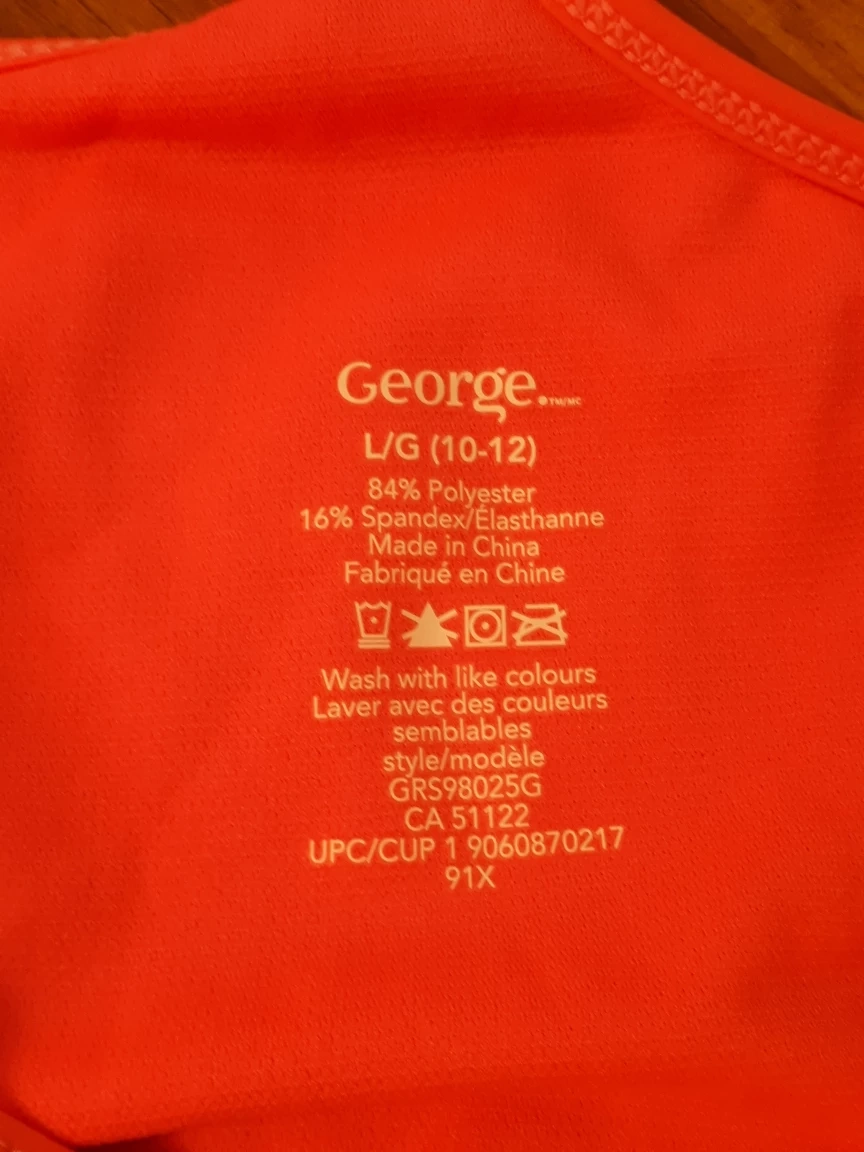 George.TM/MC
L/G (10-12)
84% Polyester
16% Spandex/Élasthanne
Made in China
Fabriqué en Chine
Wash with like colours
Laver avec des couleurs
semblables
style/modèle
GRS98025G
CA 51122
UPC/CUP 1 9060870217
91X